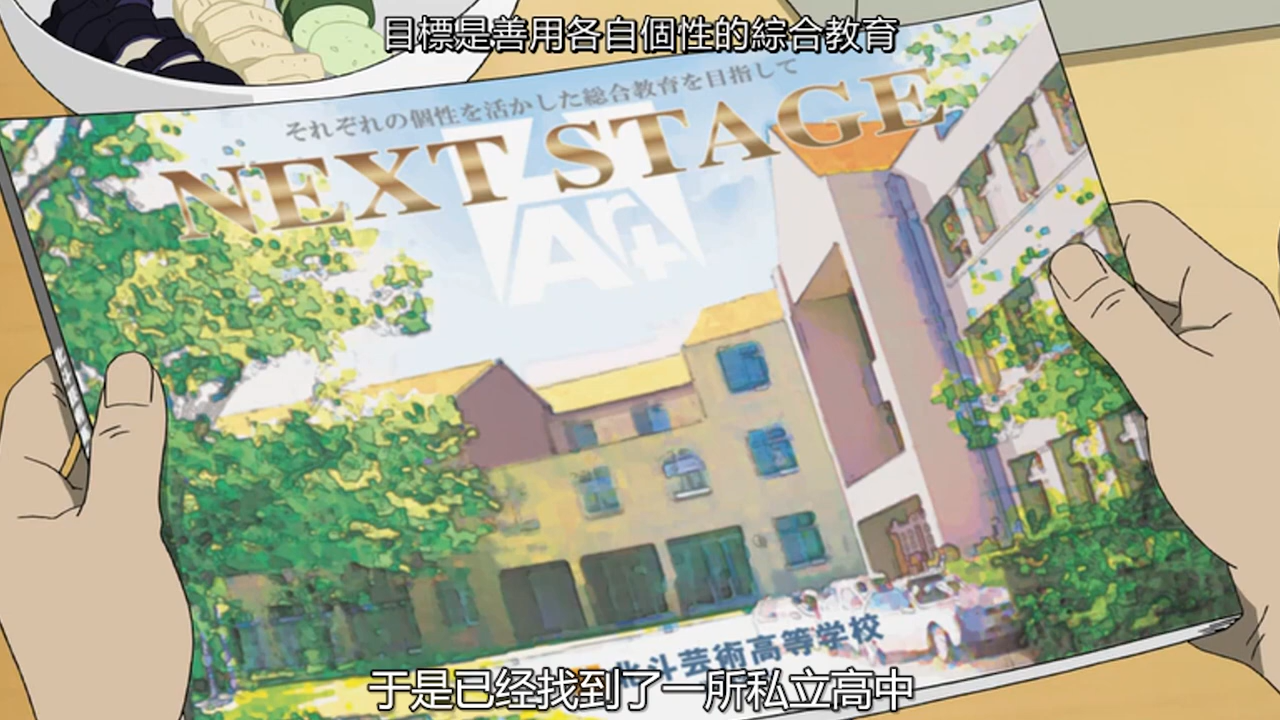 目標是善用各自個性的綜合教育
それぞれの個性を活かした総合教育を目指して
NEXT STAGE
Art
北斗芸術高等学校
于是已经找到了一所私立高中